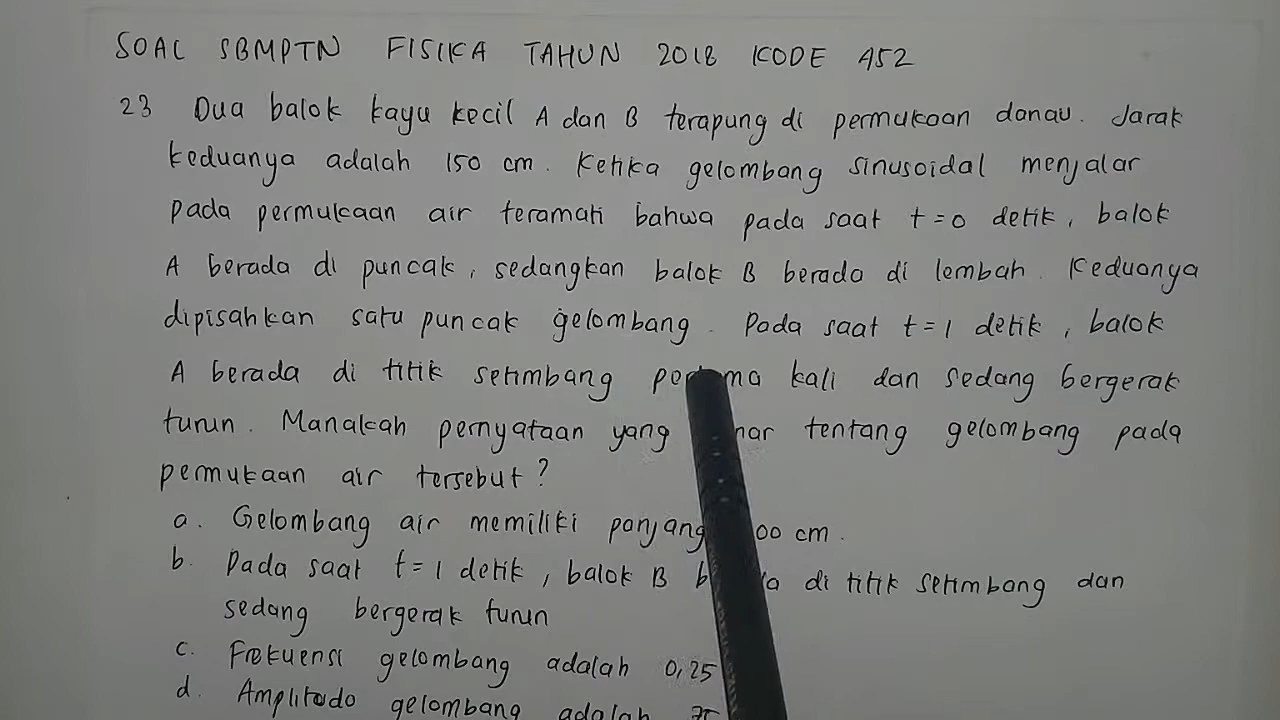 SOAL SBMPTN FISIKA TAHUN 2018 KODE 452
23 Dua balok kayu kecil A dan B terapung di permukaan danau. Jarak
keduanya adalah 150 cm. Ketika gelombang sinusoidal menjalar
pada permukaan air teramati bahwa pada saat t=0 detik, balok
A berada di puncak, sedangkan balok B berada di lembah. Keduanya
dipisahkan satu puncak gelombang. Pada saat t=1 detik, balok
A berada di titik setimbang kali dan sedang bergerak
turun. Manakah pernyataan yang tentang gelombang pada
permukaan air tersebut?
a. Gelombang air memiliki panjang cm.
b. Pada saat t=1 detik, balok B di titik setimbang dan
sedang bergerak turun
c. Frekuensi gelombang adalah 0,25
d. Amplitudo gelombang adalah